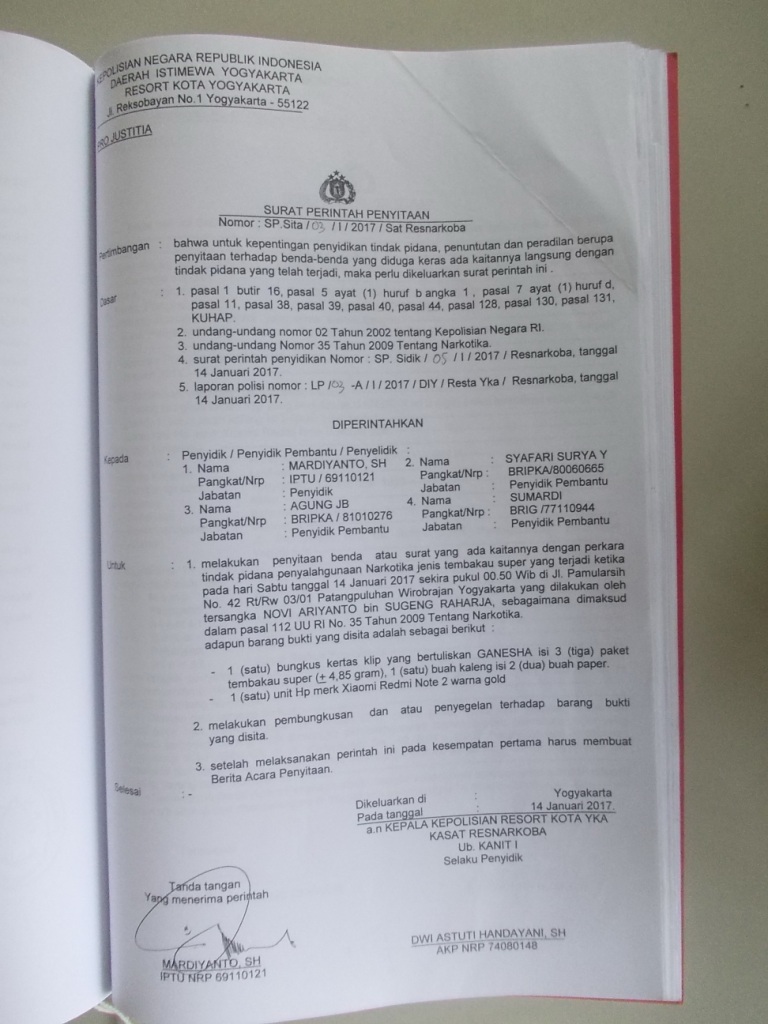 KEPOLISIAN NEGARA REPUBLIK INDONESIA
DAERAH ISTIMEWA YOGYAKARTA
RESORT KOTA YOGYAKARTA
Jl. Reksobayan No.1 Yogyakarta - 55122
PRO JUSTITIA
SURAT PERINTAH PENYITAAN
Nomor : SP.Sita / 03 / I / 2017 / Sat Resnarkoba
Pertimbangan : bahwa untuk kepentingan penyidikan tindak pidana, penuntutan dan peradilan berupa
penyitaan terhadap benda-benda yang diduga keras ada kaitannya langsung dengan
tindak pidana yang telah terjadi, maka perlu dikeluarkan surat perintah ini .
Dasar : 1. pasal 1 butir 16, pasal 5 ayat (1) huruf b angka 1 , pasal 7 ayat (1) huruf d,
pasal 11, pasal 38, pasal 39, pasal 40, pasal 44, pasal 128, pasal 130, pasal 131,
KUHAP.
2. undang-undang nomor 02 Tahun 2002 tentang Kepolisian Negara RI.
3. undang-undang Nomor 35 Tahun 2009 Tentang Narkotika.
4. surat perintah penyidikan Nomor : SP. Sidik / 05 / I / 2017 / Resnarkoba, tanggal
14 Januari 2017.
5. laporan polisi nomor : LP / 03 -A / I / 2017 / DIY / Resta Yka / Resnarkoba, tanggal
14 Januari 2017.
DIPERINTAHKAN
Kepada : Penyidik / Penyidik Pembantu / Penyelidik :
1. Nama : MARDIYANTO, SH 2. Nama : SYAFARI SURYA Y
Pangkat/Nrp : IPTU / 69110121 Pangkat/Nrp : BRIPKA/80060665
Jabatan : Penyidik Jabatan : Penyidik Pembantu
3. Nama : AGUNG JB 4. Nama : SUMARDI
Pangkat/Nrp : BRIPKA / 81010276 Pangkat/Nrp : BRIG /77110944
Jabatan : Penyidik Pembantu Jabatan : Penyidik Pembantu
Untuk : 1. melakukan penyitaan benda atau surat yang ada kaitannya dengan perkara
tindak pidana penyalahgunaan Narkotika jenis tembakau super yang terjadi ketika
pada hari Sabtu tanggal 14 Januari 2017 sekira pukul 00.50 Wib di Jl. Pamularsih
No. 42 Rt/Rw 03/01 Patangpuluhan Wirobrajan Yogyakarta yang dilakukan oleh
tersangka NOVI ARIYANTO bin SUGENG RAHARJA, sebagaimana dimaksud
dalam pasal 112 UU RI No. 35 Tahun 2009 Tentang Narkotika.
adapun barang bukti yang disita adalah sebagai berikut :
- 1 (satu) bungkus kertas klip yang bertuliskan GANESHA isi 3 (tiga) paket
tembakau super (± 4,85 gram), 1 (satu) buah kaleng isi 2 (dua) buah paper.
- 1 (satu) unit Hp merk Xiaomi Redmi Note 2 warna gold
2. melakukan pembungkusan dan atau penyegelan terhadap barang bukti
yang disita.
3. setelah melaksanakan perintah ini pada kesempatan pertama harus membuat
Berita Acara Penyitaan.
Selesai : -
Dikeluarkan di : Yogyakarta
Pada tanggal : 14 Januari 2017.
a.n KEPALA KEPOLISIAN RESORT KOTA YKA
KASAT RESNARKOBA
Ub. KANIT I
Selaku Penyidik
Tanda tangan
Yang menerima perintah
MARDIYANTO, SH
IPTU NRP 69110121
DWI ASTUTI HANDAYANI, SH
AKP NRP 74080148